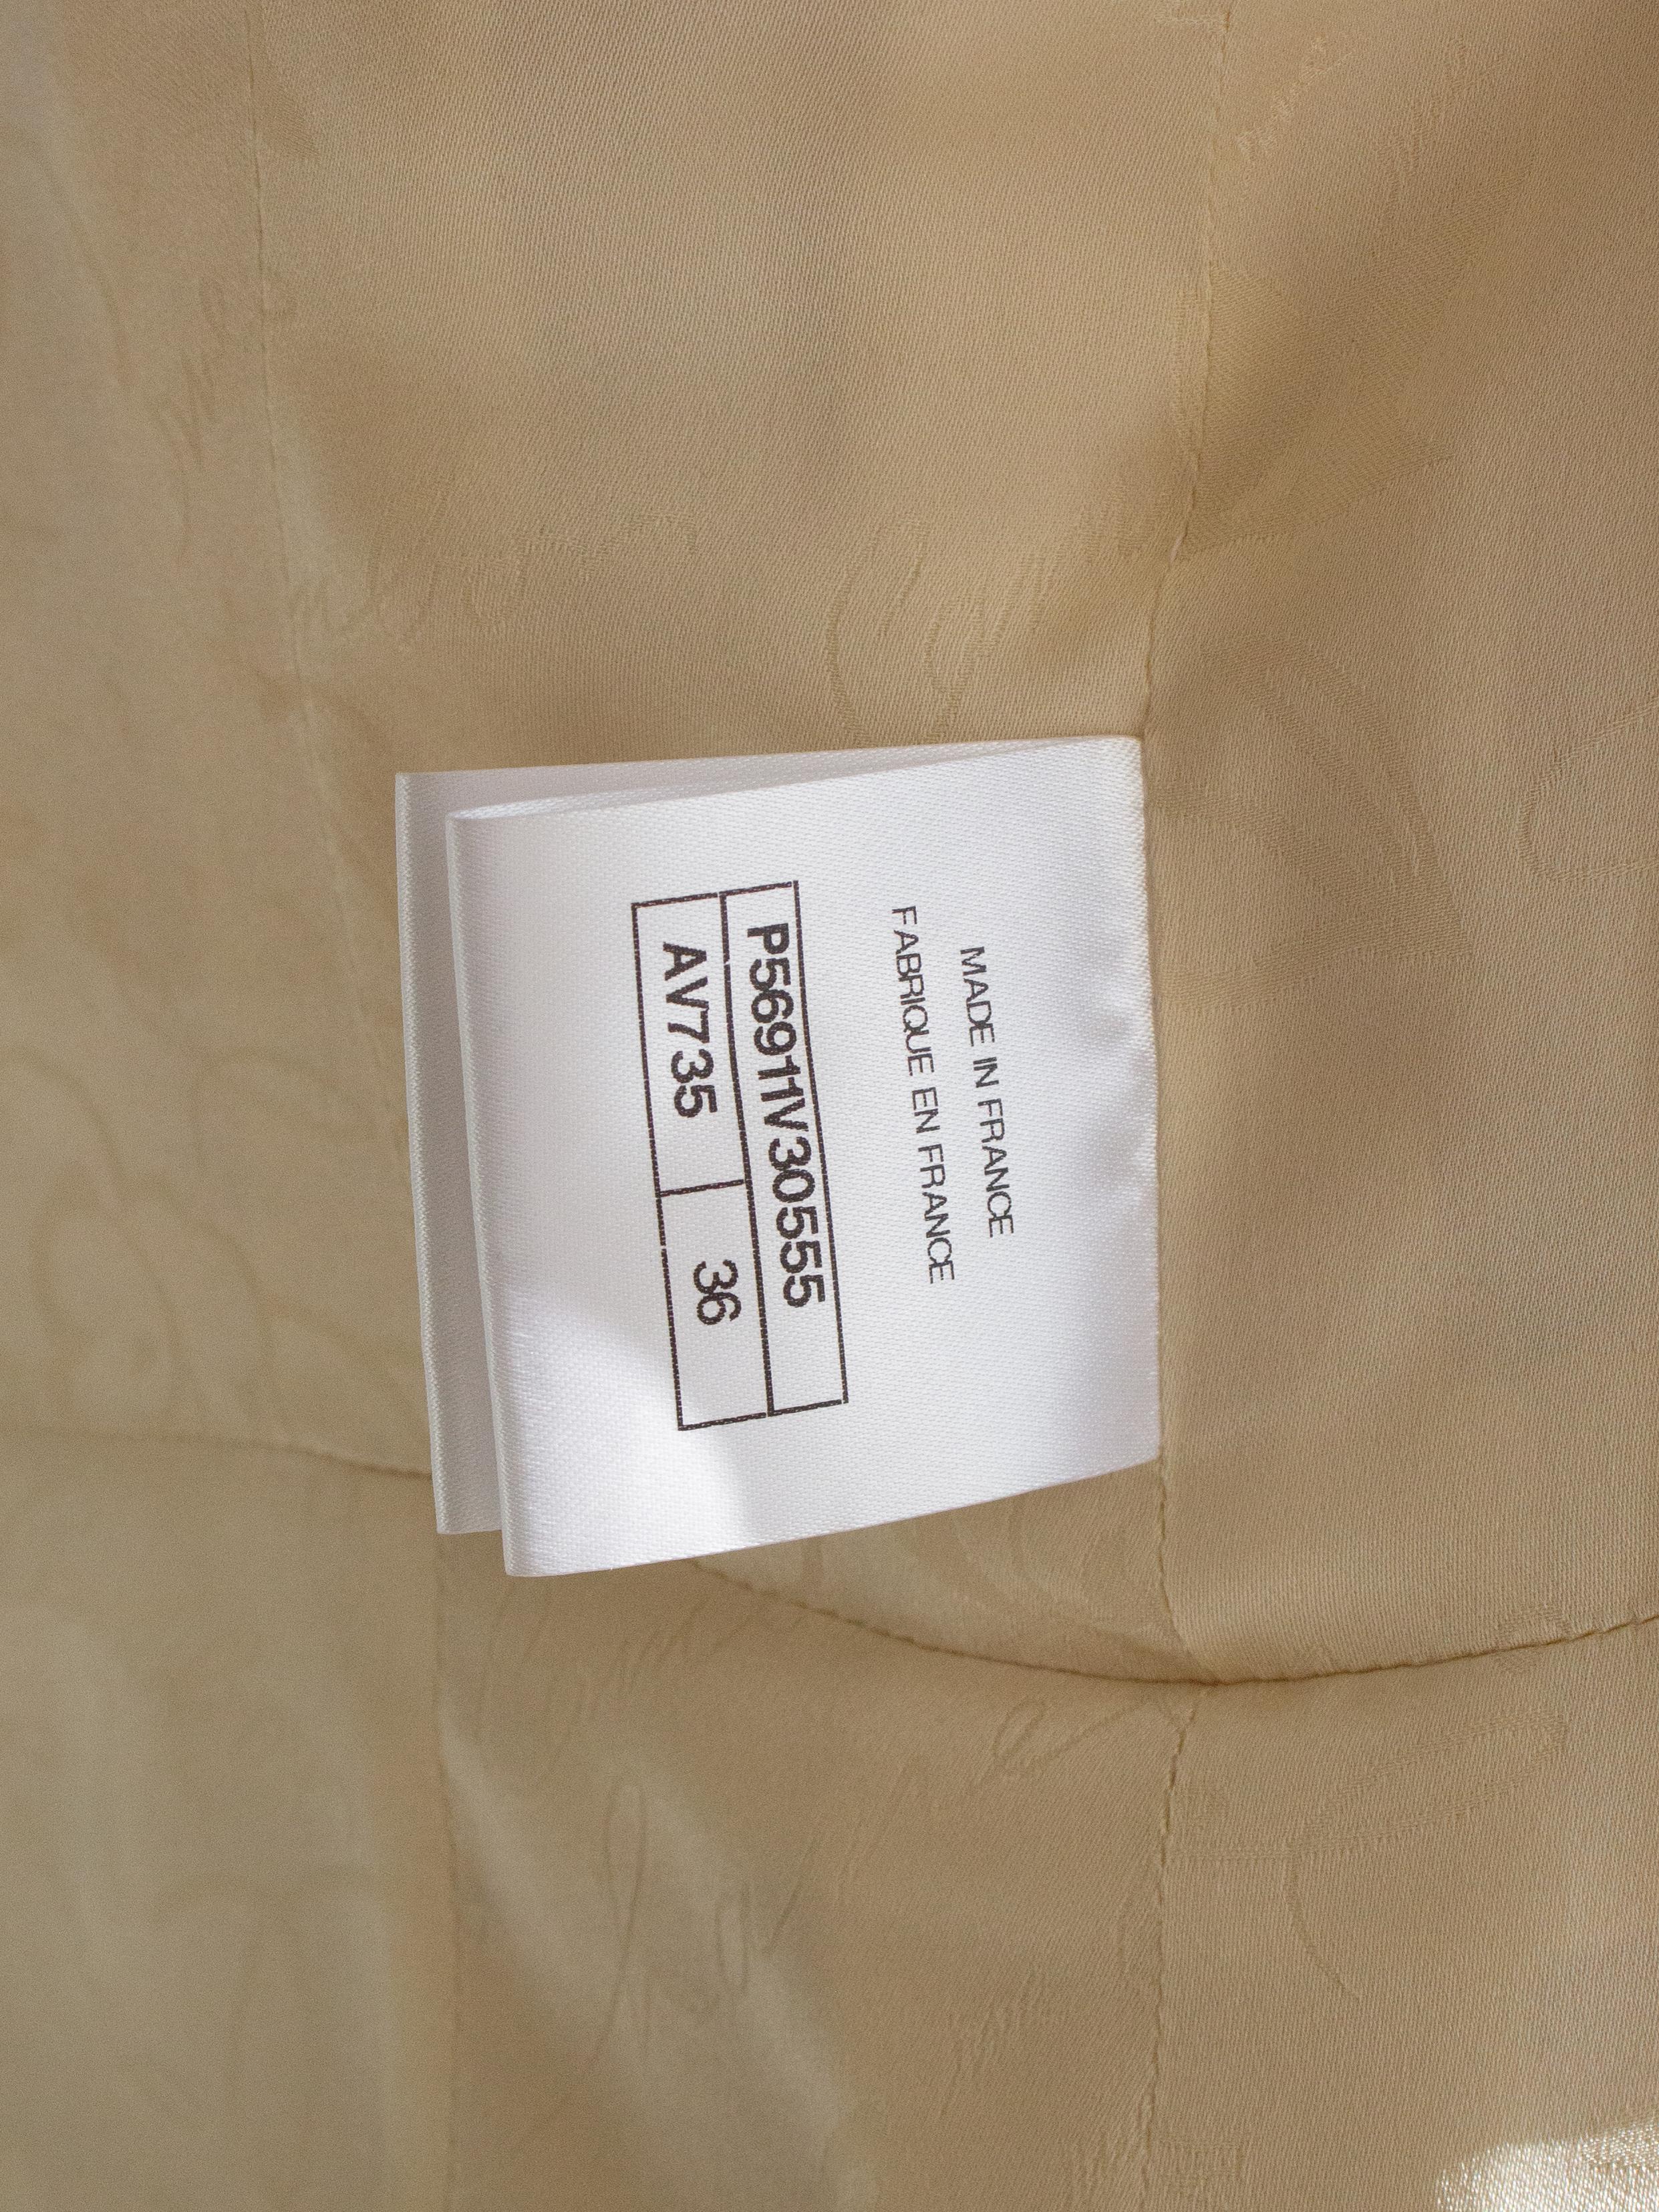 MADE IN FRANCE
FABRIQUE EN FRANCE
P56911V30555
AV735 36